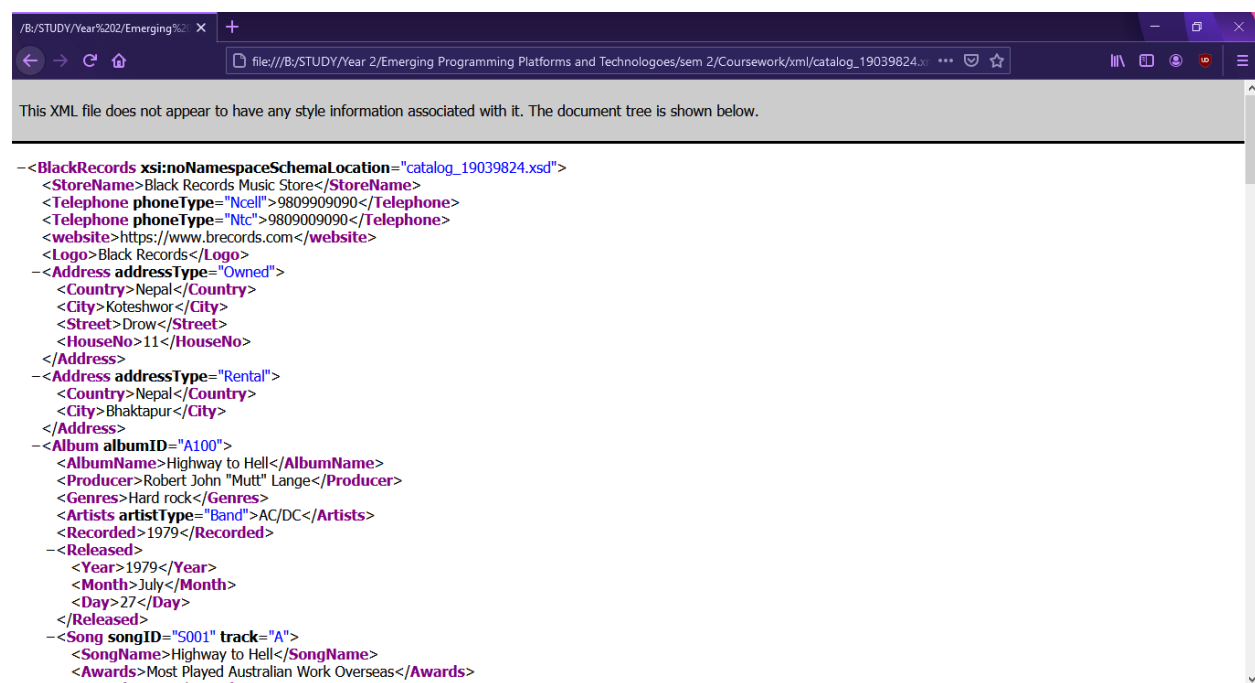 /B:/STUDY/Year%202/Emerging%20
file:///B:/STUDY/Year 2/Emerging Programming Platforms and Technologoes/sem 2/Coursework/xml/catalog_19039824.x
This XML file does not appear to have any style information associated with it. The document tree is shown below.
−<BlackRecords xsi:noNamespaceSchemaLocation="catalog_19039824.xsd">
<StoreName>Black Records Music Store</StoreName>
<Telephone phoneType="Ncell">9809909090</Telephone>
<Telephone phoneType="Ntc">9809009090</Telephone>
<website>https://www.brecords.com</website>
<Logo>Black Records</Logo>
−<Address addressType="Owned">
<Country>Nepal</Country>
<City>Koteshwor</City>
<Street>Drow</Street>
<HouseNo>11</HouseNo>
</Address>
−<Address addressType="Rental">
<Country>Nepal</Country>
<City>Bhaktapur</City>
</Address>
−<Album albumID="A100">
<AlbumName>Highway to Hell</AlbumName>
<Producer>Robert John "Mutt" Lange</Producer>
<Genres>Hard rock</Genres>
<Artists artistType="Band">AC/DC</Artists>
<Recorded>1979</Recorded>
−<Released>
<Year>1979</Year>
<Month>July</Month>
<Day>27</Day>
</Released>
−<Song songID="S001" track="A">
<SongName>Highway to Hell</SongName>
<Awards>Most Played Australian Work Overseas</Awards>